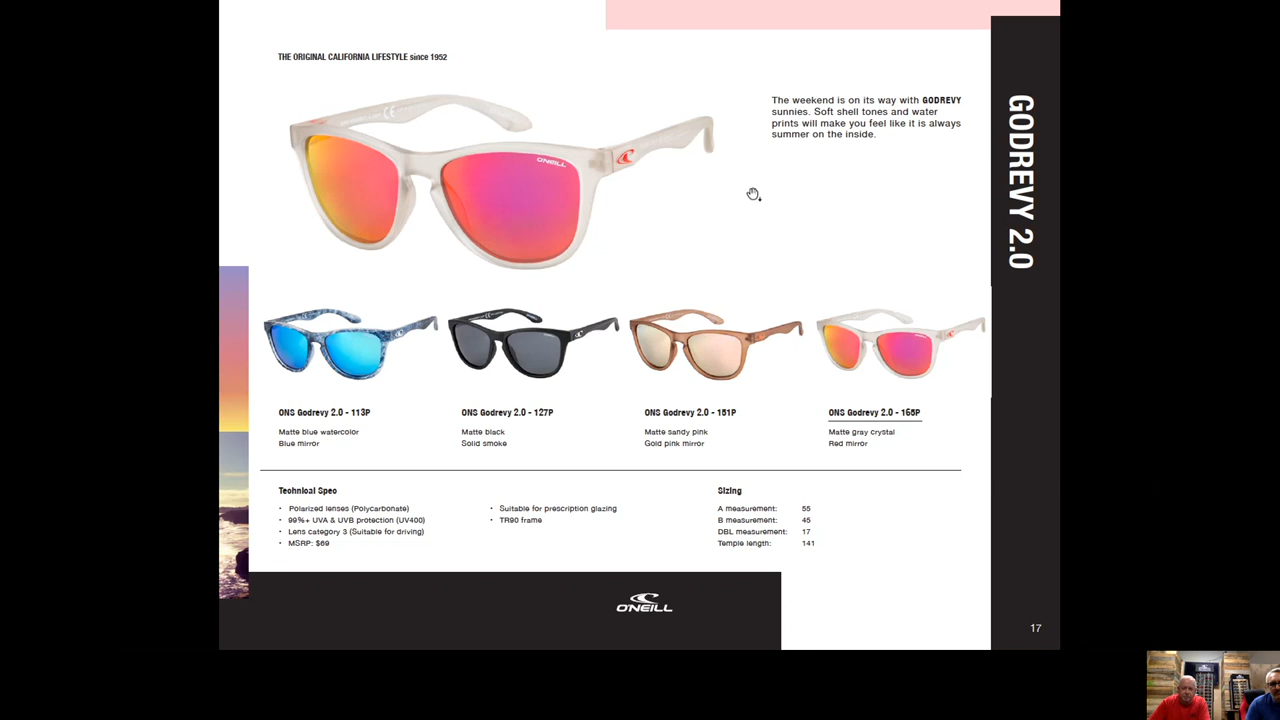 THE ORIGINAL CALIFORNIA LIFESTYLE since 1952
The weekend is on its way with GODREVY
sunnies. Soft shell tones and water
prints will make you feel like it is always
summer on the inside.
GODREVY 2.0
O'NEILL
ONS Godrevy 2.0 - 113P
Matte blue watercolor
Blue mirror
ONS Godrevy 2.0 - 127P
Matte black
Solid smoke
ONS Godrevy 2.0 - 151P
Matte sandy pink
Gold pink mirror
ONS Godrevy 2.0 - 165P
Matte gray crystal
Red mirror
Technical Spec
• Polarized lenses (Polycarbonate)
• 99%+ UVA & UVB protection (UV400)
• Lens category 3 (Suitable for driving)
• MSRP: $69
• Suitable for prescription glazing
• TR90 frame
Sizing
A measurement: 55
B measurement: 45
DBL measurement: 17
Temple length: 141
O'NEILL
17